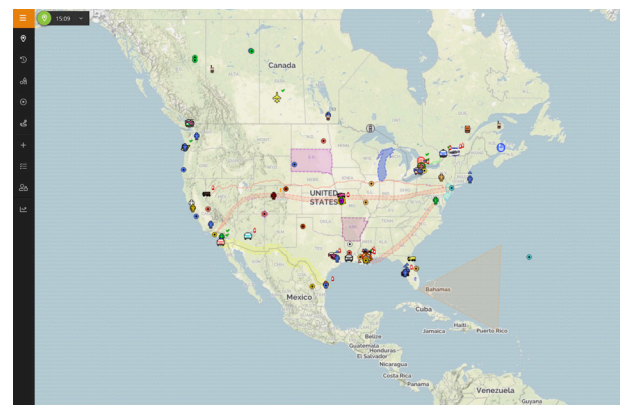 15:09
Canada
UNITED
STATES
Mexico
Bahamas
Cuba
Haiti
Jamaica
Puerto Rico
Belize
Guatemala
Honduras
El Salvador
Nicaragua
Costa Rica
Panama
Venezuela
Guyana